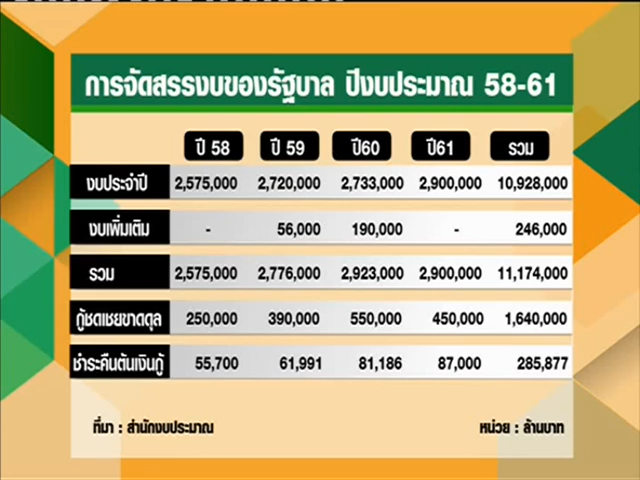 การจัดสรรงบของรัฐบาล ปีงบประมาณ 58-61
ปี 58 ปี 59 ปี60 ปี61 รวม
งบประจำปี 2,575,000 2,720,000 2,733,000 2,900,000 10,928,000
งบเพิ่มเติม - 56,000 190,000 - 246,000
รวม 2,575,000 2,776,000 2,923,000 2,900,000 11,174,000
กู้ชดเชยขาดดุล 250,000 390,000 550,000 450,000 1,640,000
ชำระคืนต้นเงินกู้ 55,700 61,991 81,186 87,000 285,877
ที่มา : สำนักงบประมาณ หน่วย : ล้านบาท